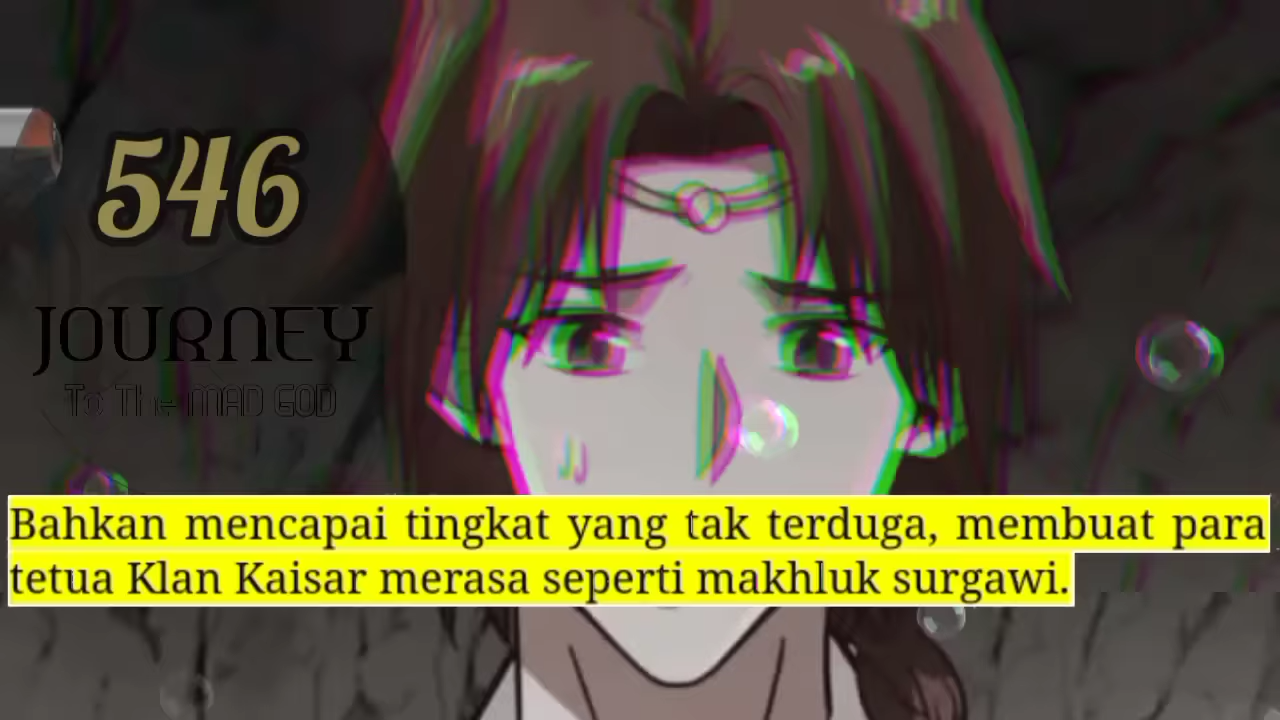 546
JOURNEY
To The MAD GOD
Bahkan mencapai tingkat yang tak terduga, membuat para
tetua Klan Kaisar merasa seperti makhluk surgawi.